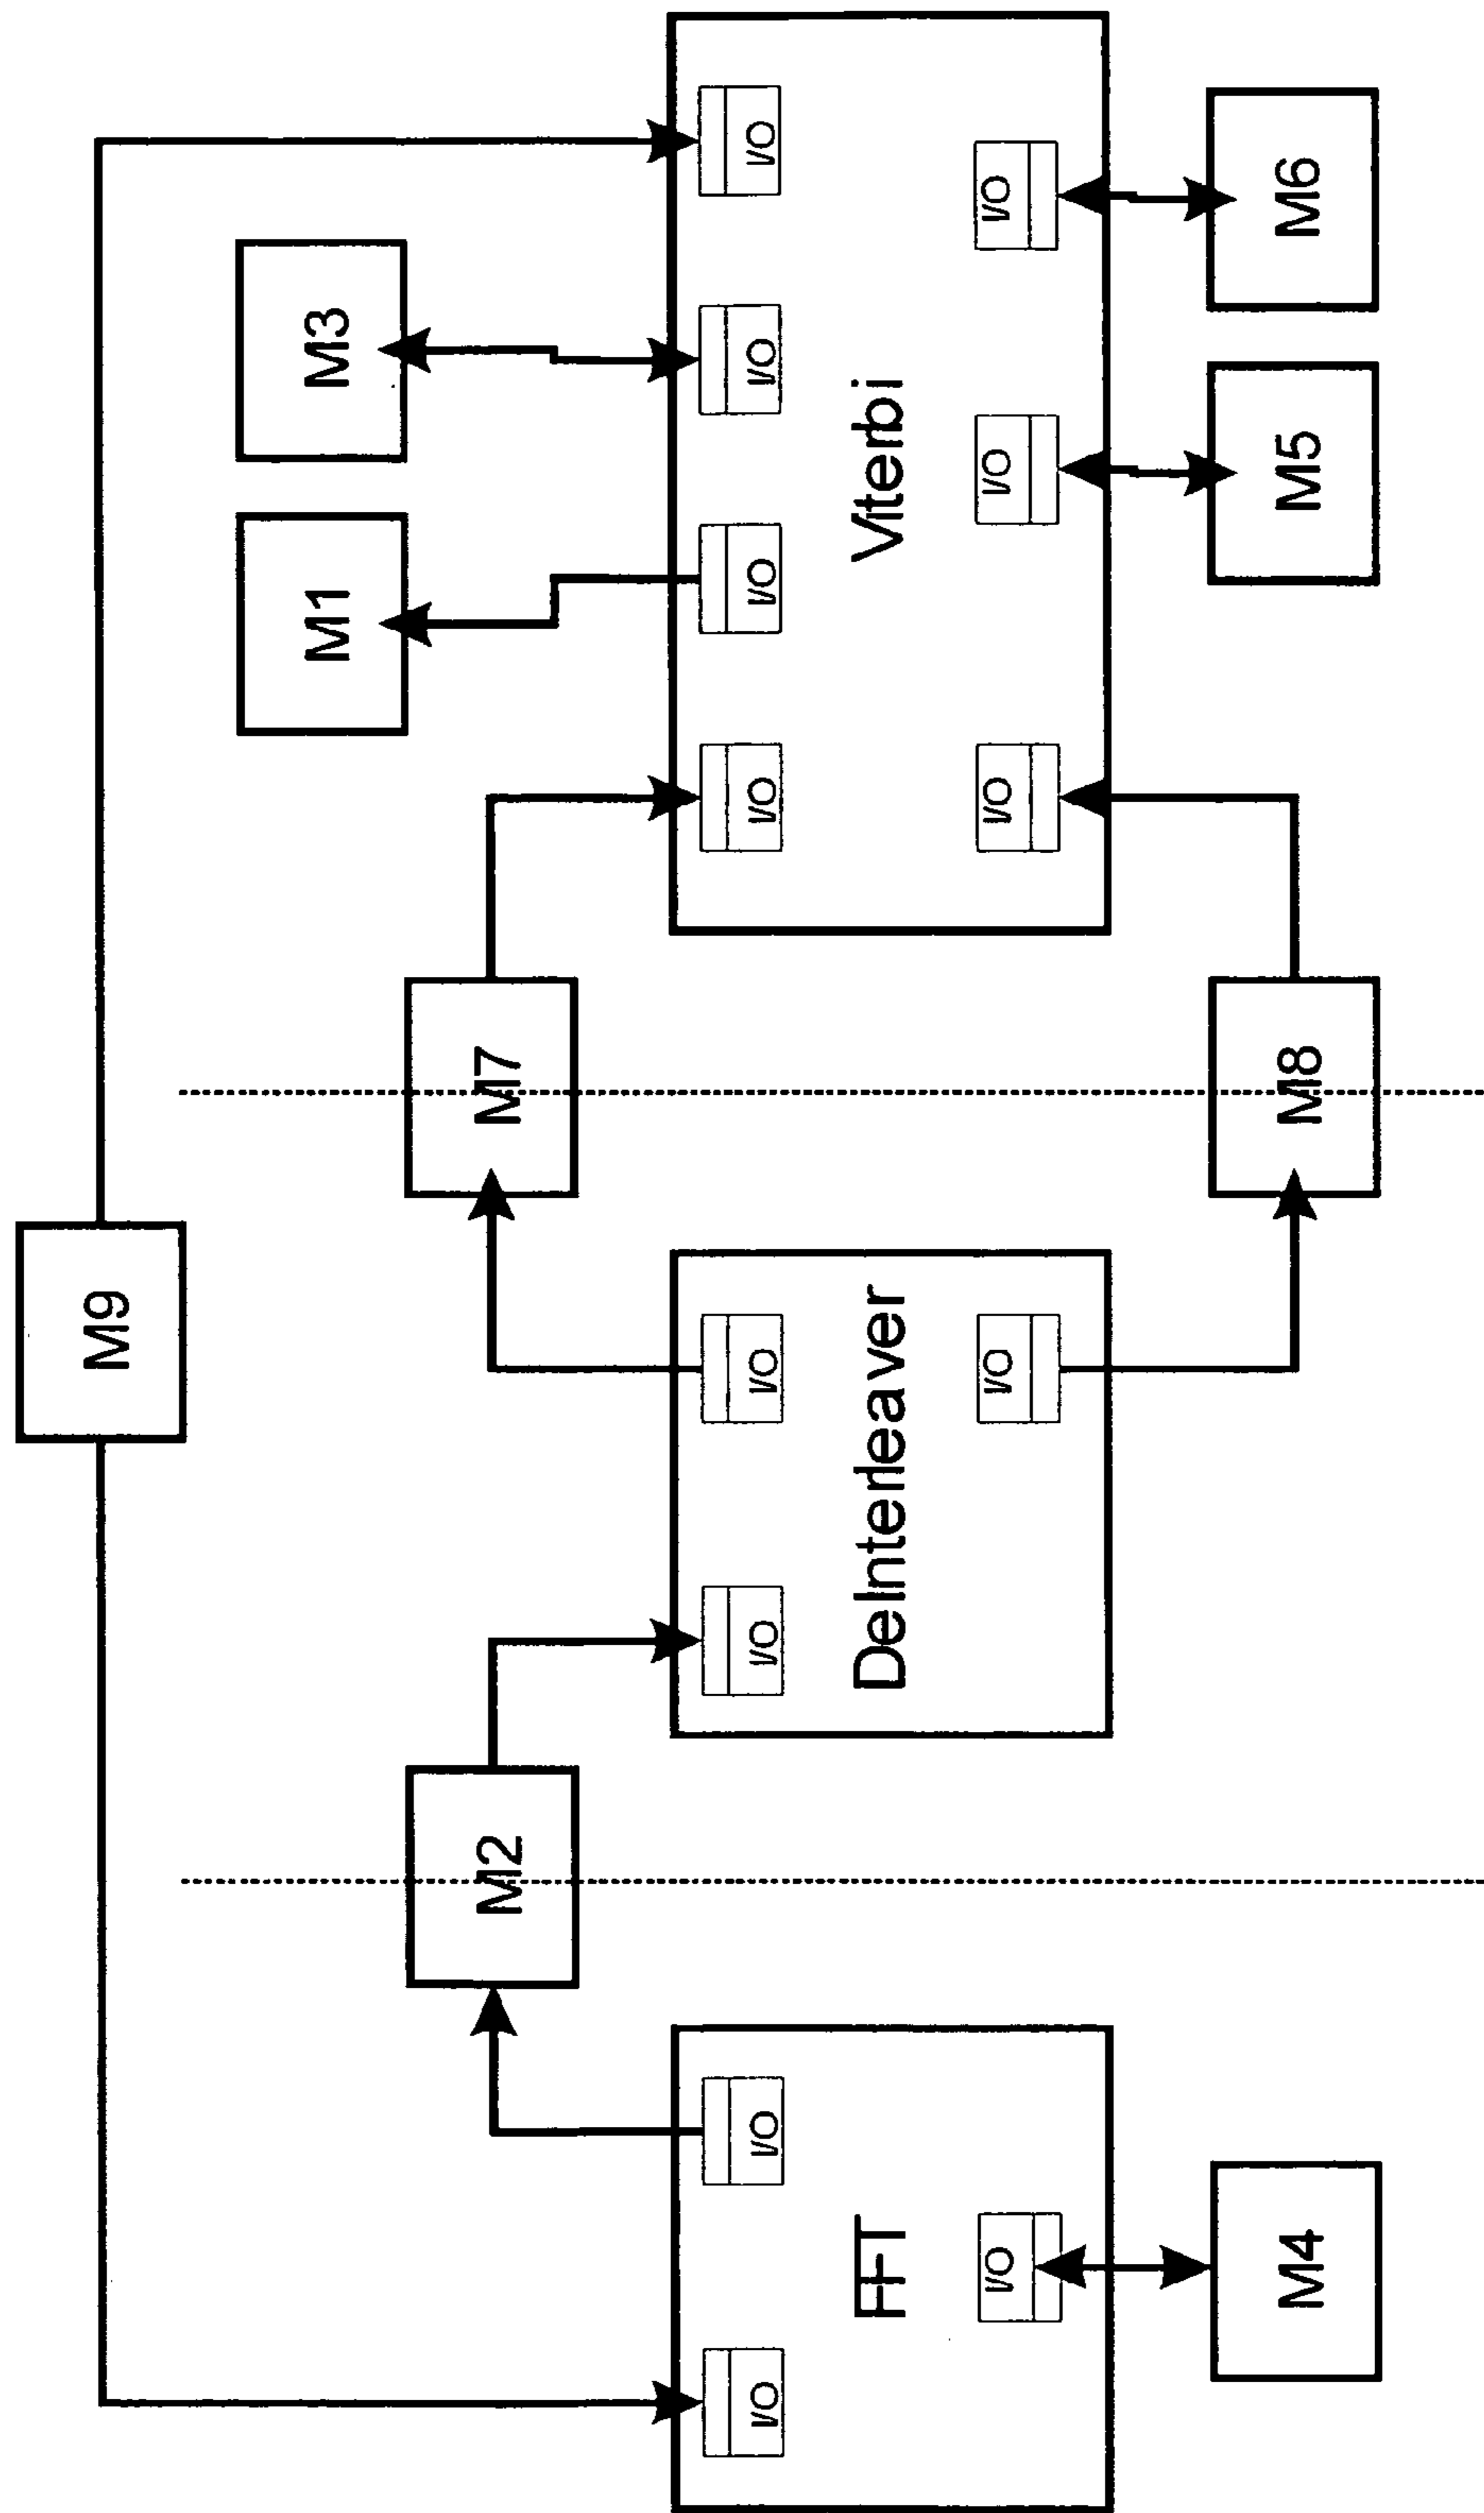 M9
M1
M3
M2
M7
I/O
I/O
I/O
I/O
I/O
I/O
I/O
I/O
FFT
DeInterleaver
Viterbi
I/O
I/O
I/O
I/O
I/O
M4
M8
M5
M6